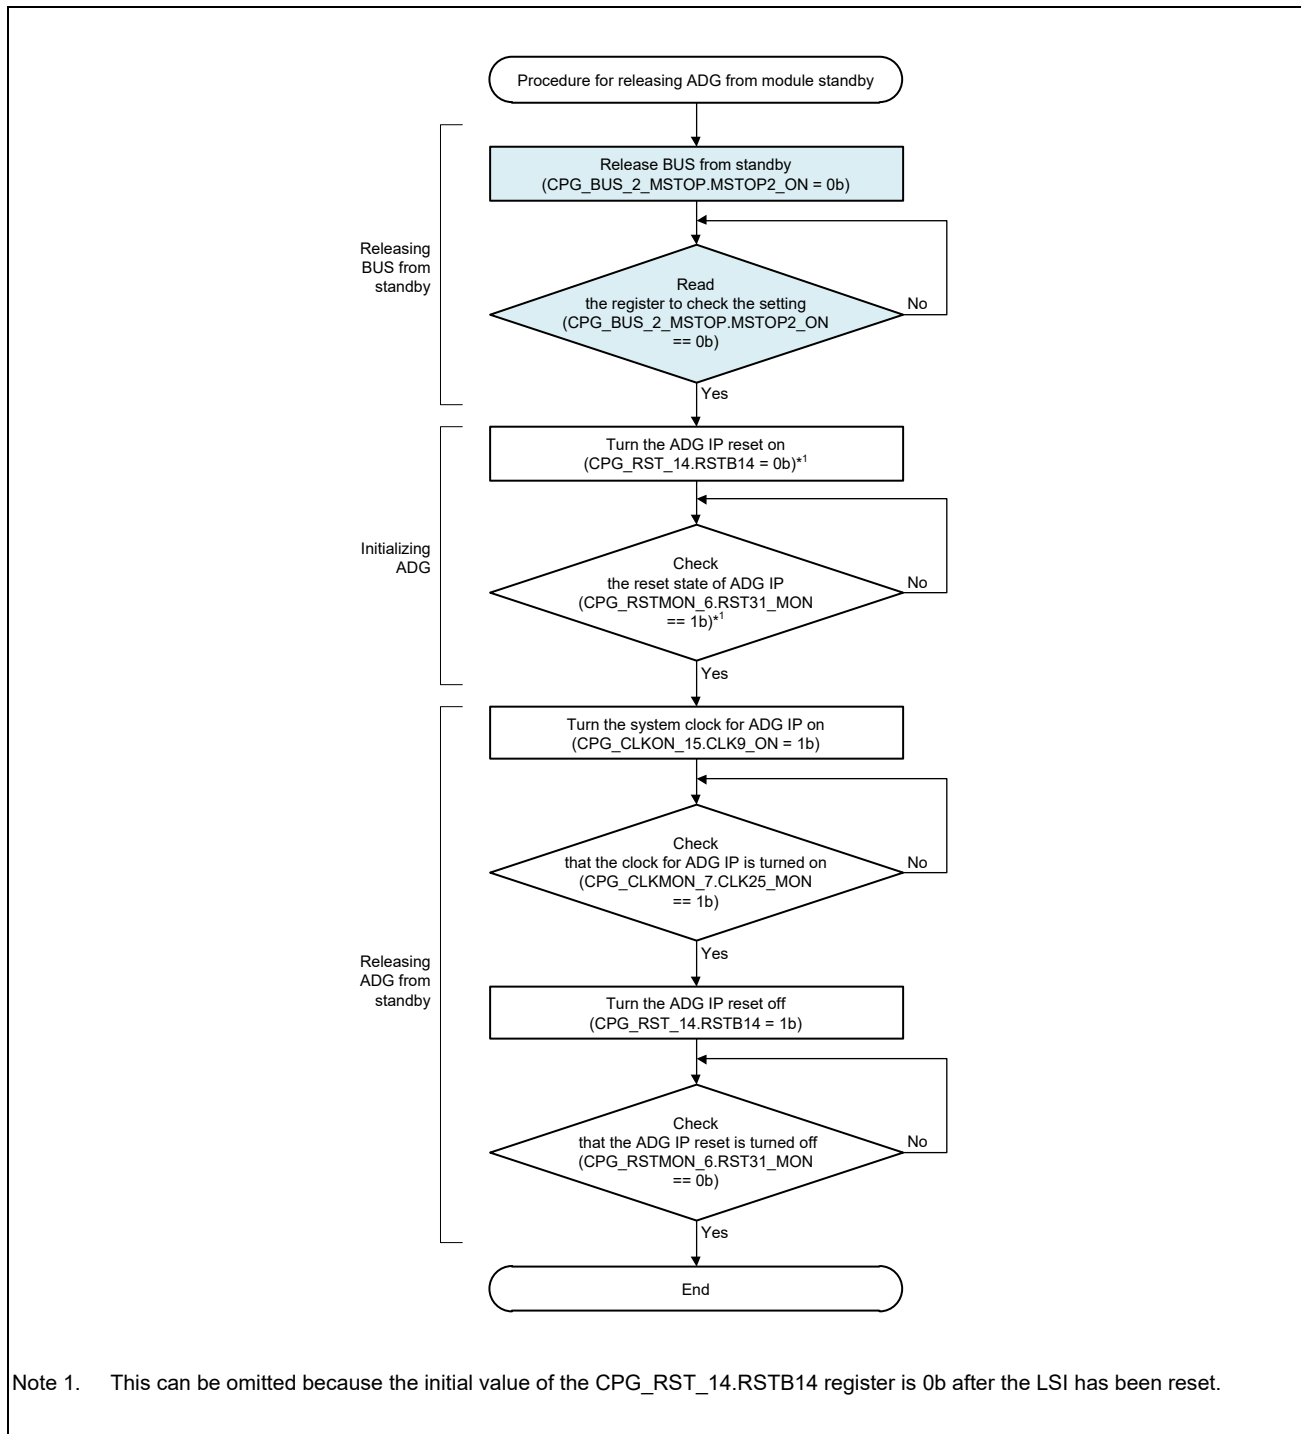 Procedure for releasing ADG from module standby
Release BUS from standby
(CPG_BUS_2_MSTOP.MSTOP2_ON = 0b)
Releasing
BUS from
standby
Read
the register to check the setting
(CPG_BUS_2_MSTOP.MSTOP2_ON
== 0b)
No
Yes
Turn the ADG IP reset on
(CPG_RST_14.RSTB14 = 0b)*1
Initializing
ADG
Check
the reset state of ADG IP
(CPG_RSTMON_6.RST31_MON
== 1b)*1
No
Yes
Turn the system clock for ADG IP on
(CPG_CLKON_15.CLK9_ON = 1b)
Check
that the clock for ADG IP is turned on
(CPG_CLKMON_7.CLK25_MON
== 1b)
No
Yes
Releasing
ADG from
standby
Turn the ADG IP reset off
(CPG_RST_14.RSTB14 = 1b)
Check
that the ADG IP reset is turned off
(CPG_RSTMON_6.RST31_MON
== 0b)
No
Yes
End
Note 1. This can be omitted because the initial value of the CPG_RST_14.RSTB14 register is 0b after the LSI has been reset.